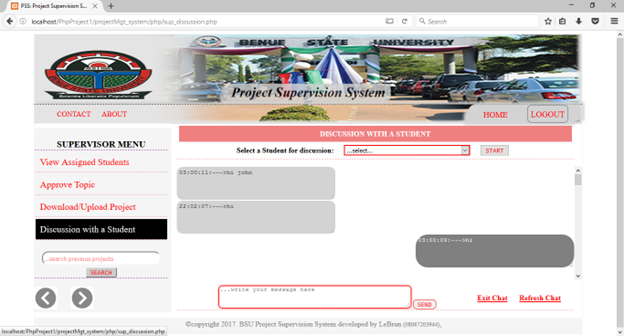 PSS: Project Supervision S...
localhost/PhpProject1/projectMgt_system/php/sup_discussion.php
Search
BENUE STATE UNIVERSITY
Project Supervision System
CONTACT ABOUT
HOME LOGOUT
SUPERVISOR MENU
View Assigned Students
Approve Topic
Download/Upload Project
Discussion with a Student
...search previous projects
SEARCH
DISCUSSION WITH A STUDENT
Select a Student for discussion: ...select... START
03:00:11:--->hi john
22:02:07:--->hi
03:00:09:--->hi
...write your message here
SEND
Exit Chat Refresh Chat
©copyright 2017. BSU Project Supervision System developed by LeBrun (08067203944),
localhost/PhpProject1/projectMgt_system/php/sup_discussion.php